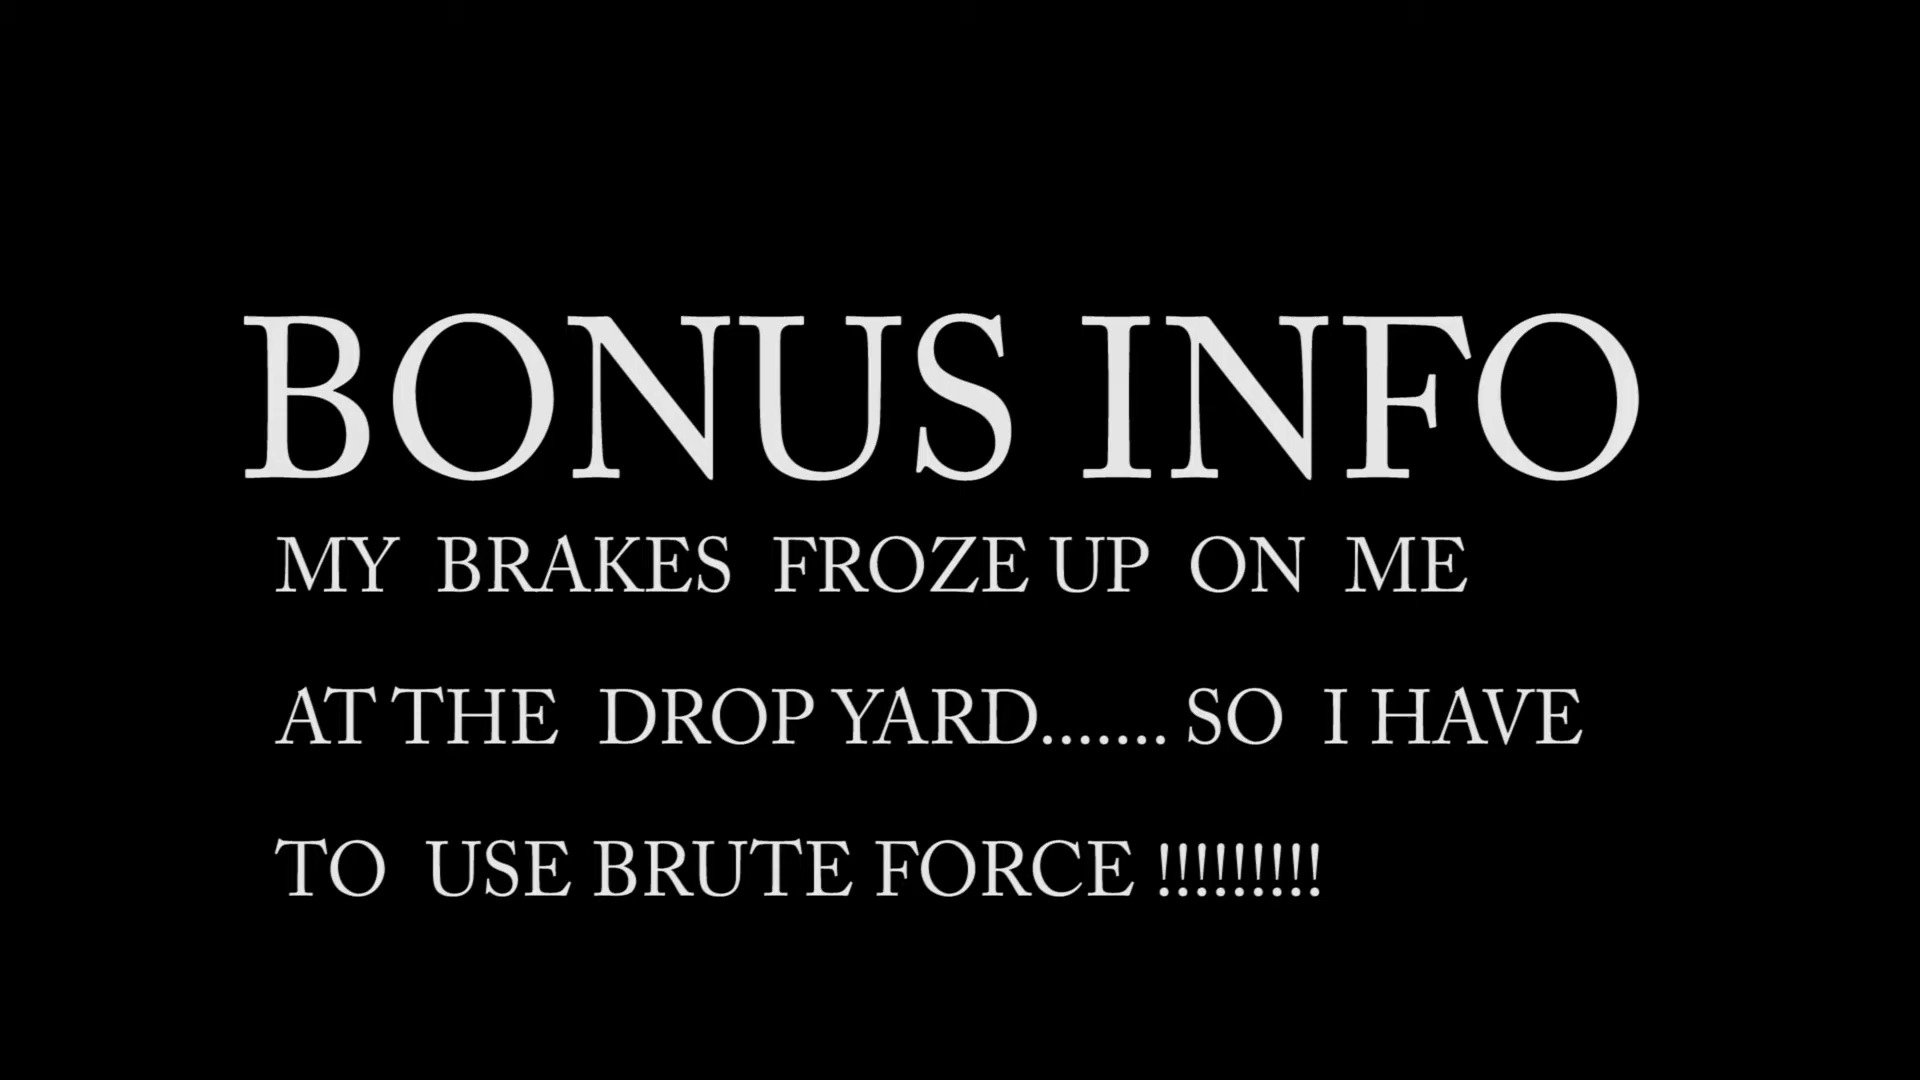 BONUS INFO
MY BRAKES FROZE UP ON ME
AT THE DROP YARD....... SO I HAVE
TO USE BRUTE FORCE !!!!!!!!!